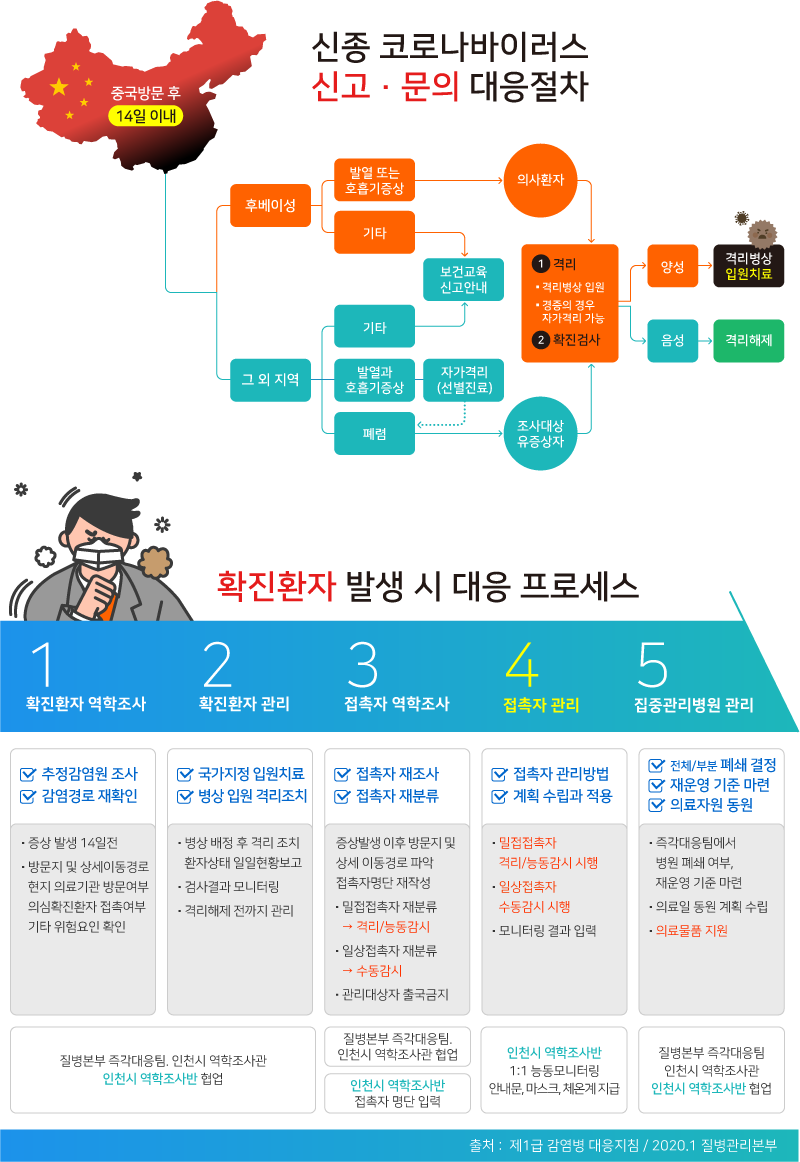 신종 코로나바이러스
신고 · 문의 대응절차
중국방문 후
14일 이내
후베이성
발열 또는
호흡기증상
기타
의사환자
보건교육
신고안내
기타
그 외 지역
발열과
호흡기증상
자가격리
(선별진료)
폐렴
조사대상
유증상자
1 격리
• 격리병상 입원
• 경증의 경우
자가격리 가능
2 확진검사
양성
격리병상
입원치료
음성
격리해제
확진환자 발생 시 대응 프로세스
1
확진환자 역학조사
2
확진환자 관리
3
접촉자 역학조사
4
접촉자 관리
5
집중관리병원 관리
추정감염원 조사
감염경로 재확인
· 증상 발생 14일전
· 방문지 및 상세이동경로
현지 의료기관 방문여부
의심확진환자 접촉여부
기타 위험요인 확인
국가지정 입원치료
병상 입원 격리조치
· 병상 배정 후 격리 조치
환자상태 일일현황보고
· 검사결과 모니터링
· 격리해제 전까지 관리
접촉자 재조사
접촉자 재분류
증상발생 이후 방문지 및
상세 이동경로 파악
접촉자명단 재작성
· 밀접접촉자 재분류
→ 격리/능동감시
· 일상접촉자 재분류
→ 수동감시
· 관리대상자 출국금지
접촉자 관리방법
계획 수립과 적용
· 밀접접촉자
격리/능동감시 시행
· 일상접촉자
수동감시 시행
· 모니터링 결과 입력
전체/부분 폐쇄 결정
재운영 기준 마련
의료자원 동원
· 즉각대응팀에서
병원 폐쇄 여부,
재운영 기준 마련
· 의료일 동원 계획 수립
· 의료물품 지원
질병본부 즉각대응팀. 인천시 역학조사관
인천시 역학조사반 협업
질병본부 즉각대응팀.
인천시 역학조사관 협업
인천시 역학조사반
접촉자 명단 입력
인천시 역학조사반
1:1 능동모니터링
안내문, 마스크, 체온계 지급
질병본부 즉각대응팀
인천시 역학조사관
인천시 역학조사반 협업
출처 : 제1급 감염병 대응지침 / 2020.1 질병관리본부